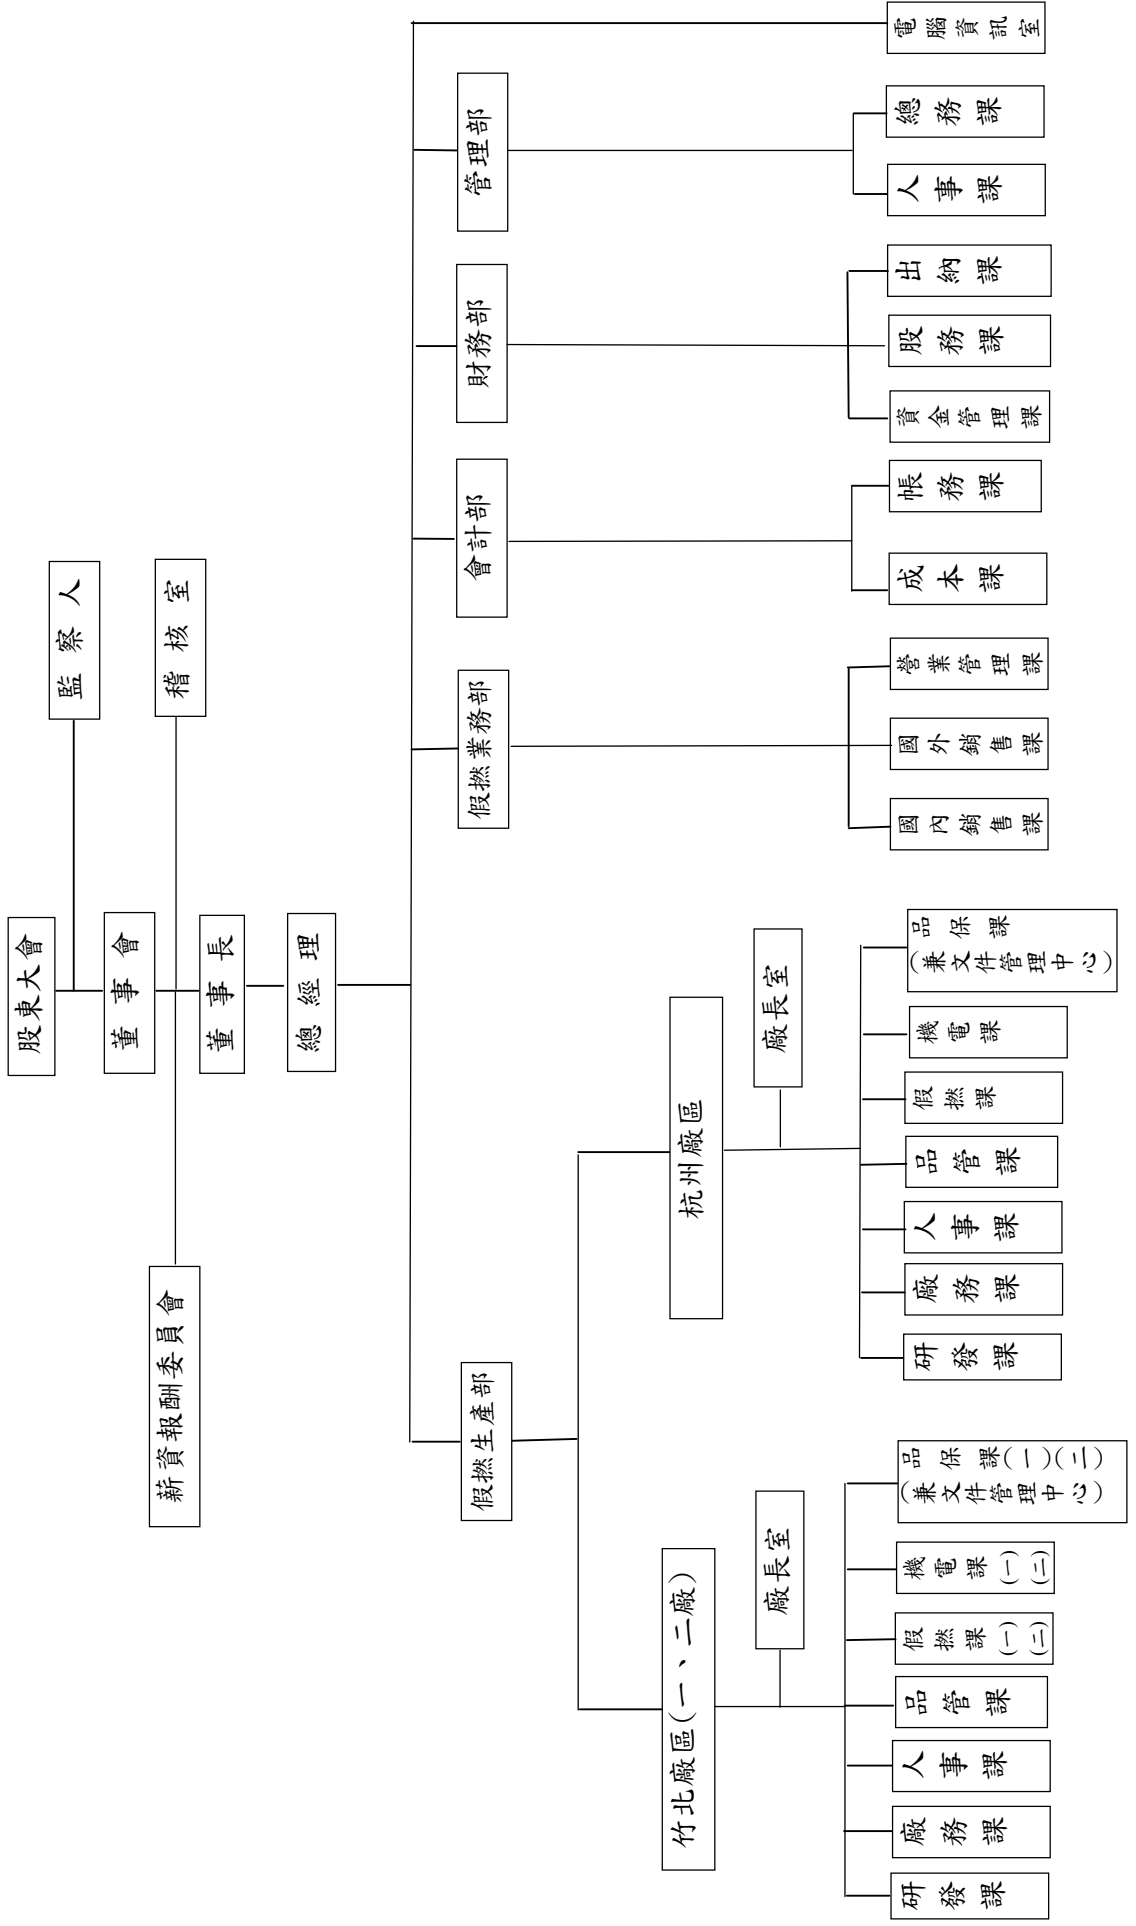 股東大會
監察人
董事會
稽核室
薪資報酬委員會
董事長
總經理
假撚生產部
假撚業務部
會計部
財務部
管理部
竹北廠區(一、二廠)
杭州廠區
廠長室
廠長室
研發課
廠務課
人事課
品管課
假撚課(一)(二)
機電課(一)(二)
品保課(一)(二)
(兼文件管理中心)
研發課
廠務課
人事課
品管課
假撚課
機電課
品保課
(兼文件管理中心)
國內銷售課
國外銷售課
營業管理課
成本課
帳務課
資金管理課
股務課
出納課
人事課
總務課
電腦資訊室